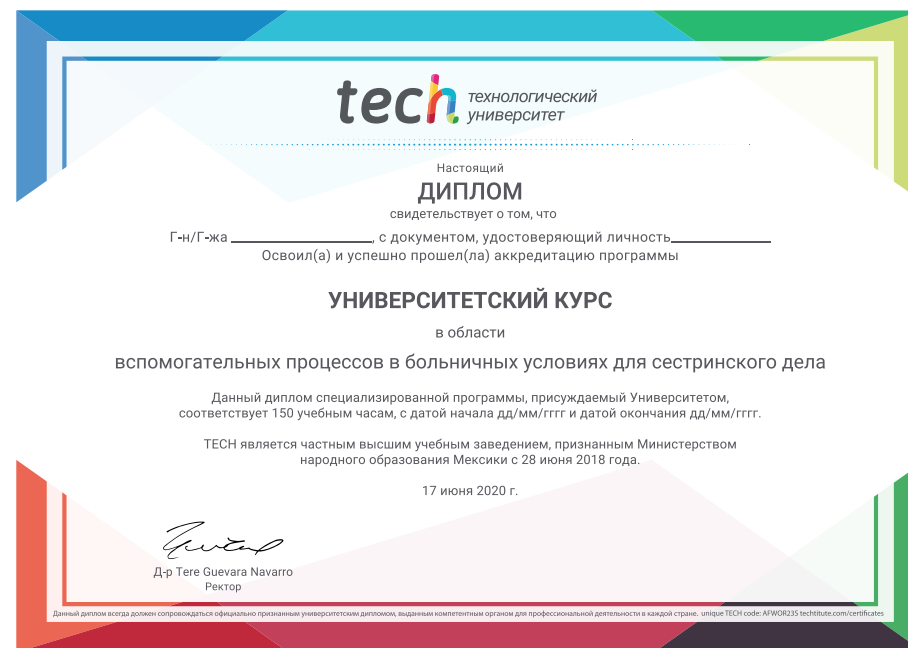 tech технологический
университет
Настоящий
ДИПЛОМ
свидетельствует о том, что
Г-н/Г-жа ____________, с документом, удостоверяющий личность____________
Освоил(а) и успешно прошел(ла) аккредитацию программы
УНИВЕРСИТЕТСКИЙ КУРС
в области
вспомогательных процессов в больничных условиях для сестринского дела
Данный диплом специализированной программы, присуждаемый Университетом,
соответствует 150 учебным часам, с датой начала дд/мм/гггг и датой окончания дд/мм/гггг.
TECH является частным высшим учебным заведением, признанным Министерством
народного образования Мексики с 28 июня 2018 года.
17 июня 2020 г.
Д-р Tere Guevara Navarro
Ректор
Данный диплом всегда должен сопровождаться официально признанным университетским дипломом, выданным компетентным органом для профессиональной деятельности в каждой стране. unique TECH code: AFWOR23S techtitute.com/certificates